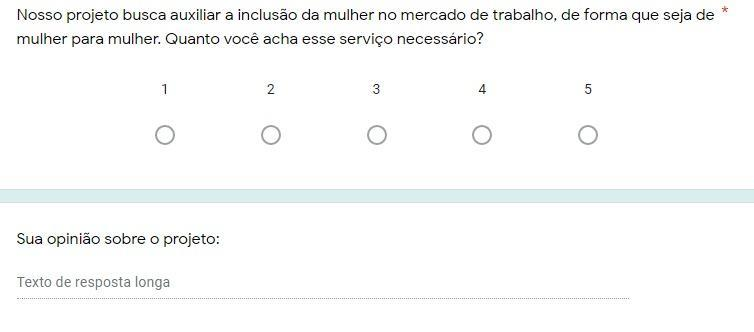 Nosso projeto busca auxiliar a inclusão da mulher no mercado de trabalho, de forma que seja de *
mulher para mulher. Quanto você acha esse serviço necessário?
1 2 3 4 5
Sua opinião sobre o projeto:
Texto de resposta longa